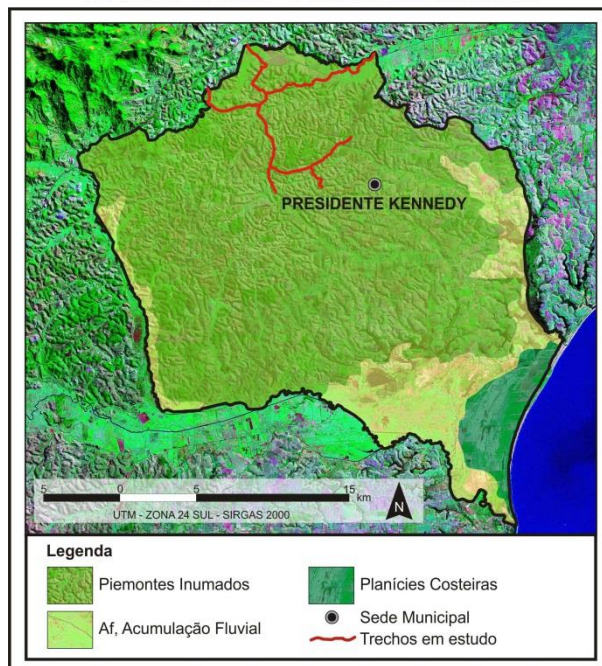 PRESIDENTE KENNEDY
5 0 5 15
km
UTM - ZONA 24 SUL - SIRGAS 2000
N
Legenda
Piemontes Inumados
Planícies Costeiras
Af, Acumulação Fluvial
Sede Municipal
Trechos em estudo